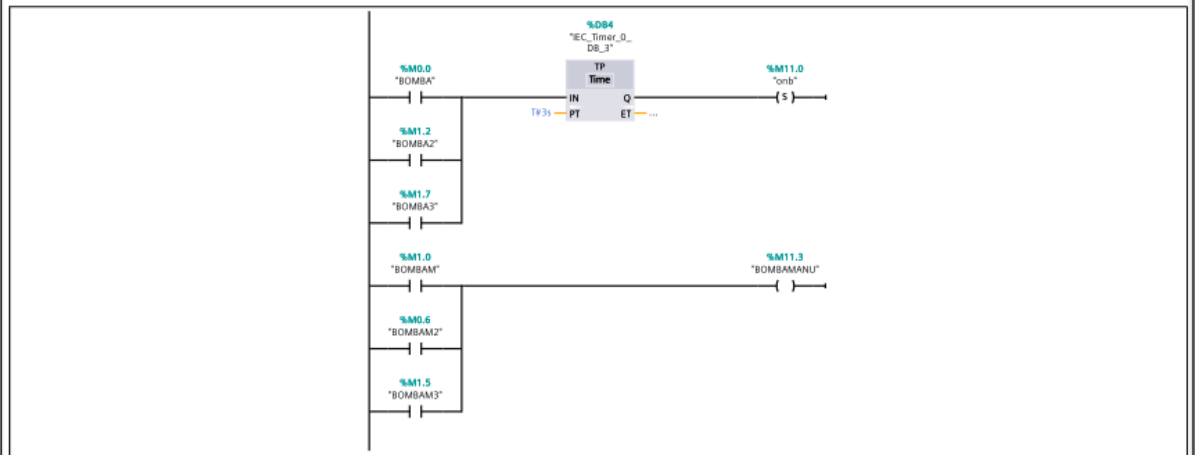 %DB4
"IEC_Timer_0_
DB_3"
%M0.0
"BOMBA"
TP
Time
%M11.0
"onb"
S
IN
Q
T#3s
PT
ET
...
%M1.2
"BOMBA2"
%M1.7
"BOMBA3"
%M1.0
"BOMBAM"
%M11.3
"BOMBAMANU"
%M0.6
"BOMBAM2"
%M1.5
"BOMBAM3"